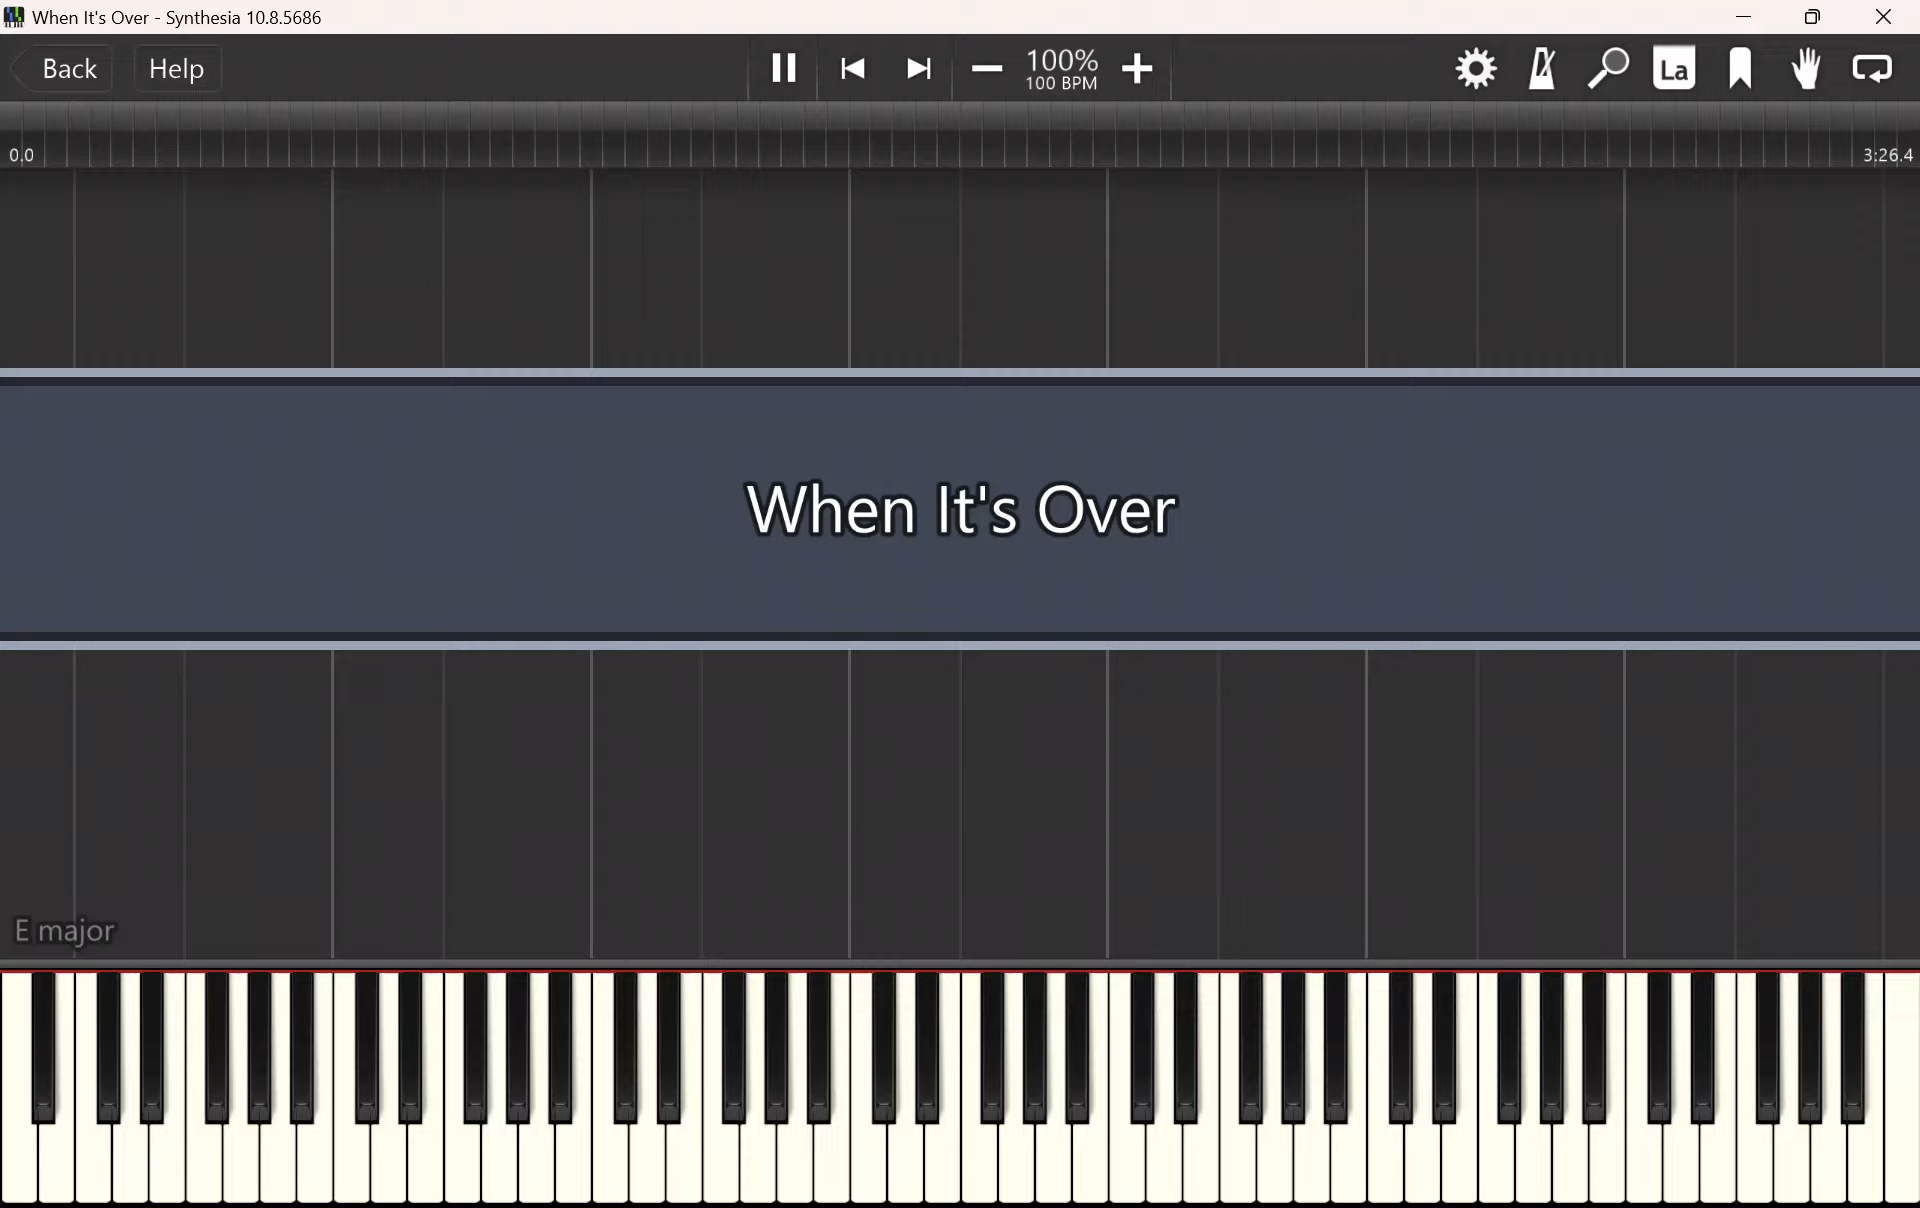 When It's Over - Synthesia 10.8.5686
Back
Help
100%
100 BPM
La
0.0
3:26.4
When It's Over
E major